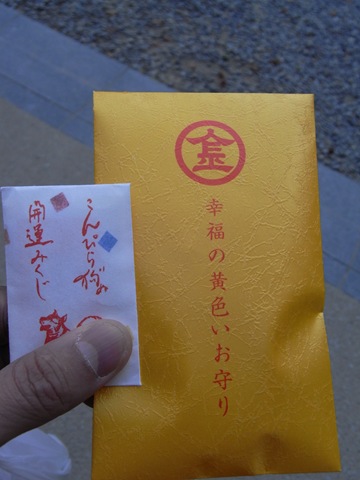 金
幸福の黄色いお守り
こんぴら狗の
開運みくじ